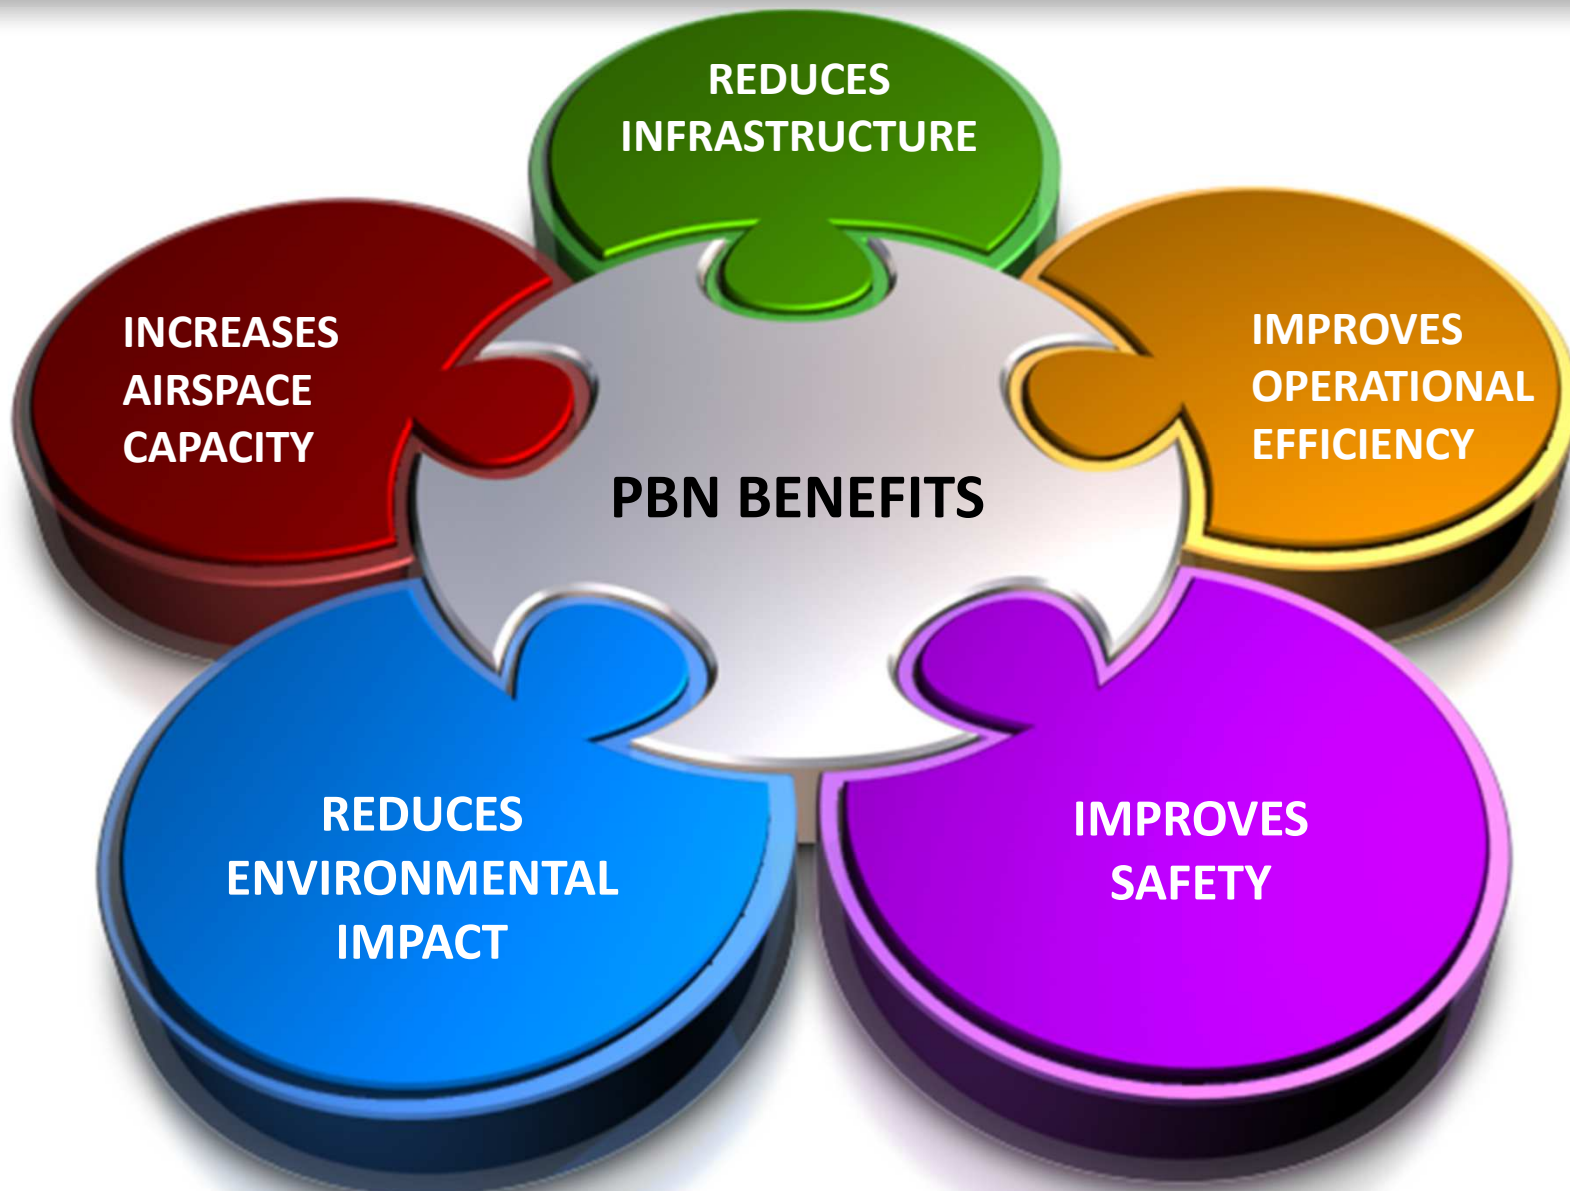 REDUCES
INFRASTRUCTURE
INCREASES
AIRSPACE
CAPACITY
IMPROVES
OPERATIONAL
EFFICIENCY
PBN BENEFITS
REDUCES
ENVIRONMENTAL
IMPACT
IMPROVES
SAFETY